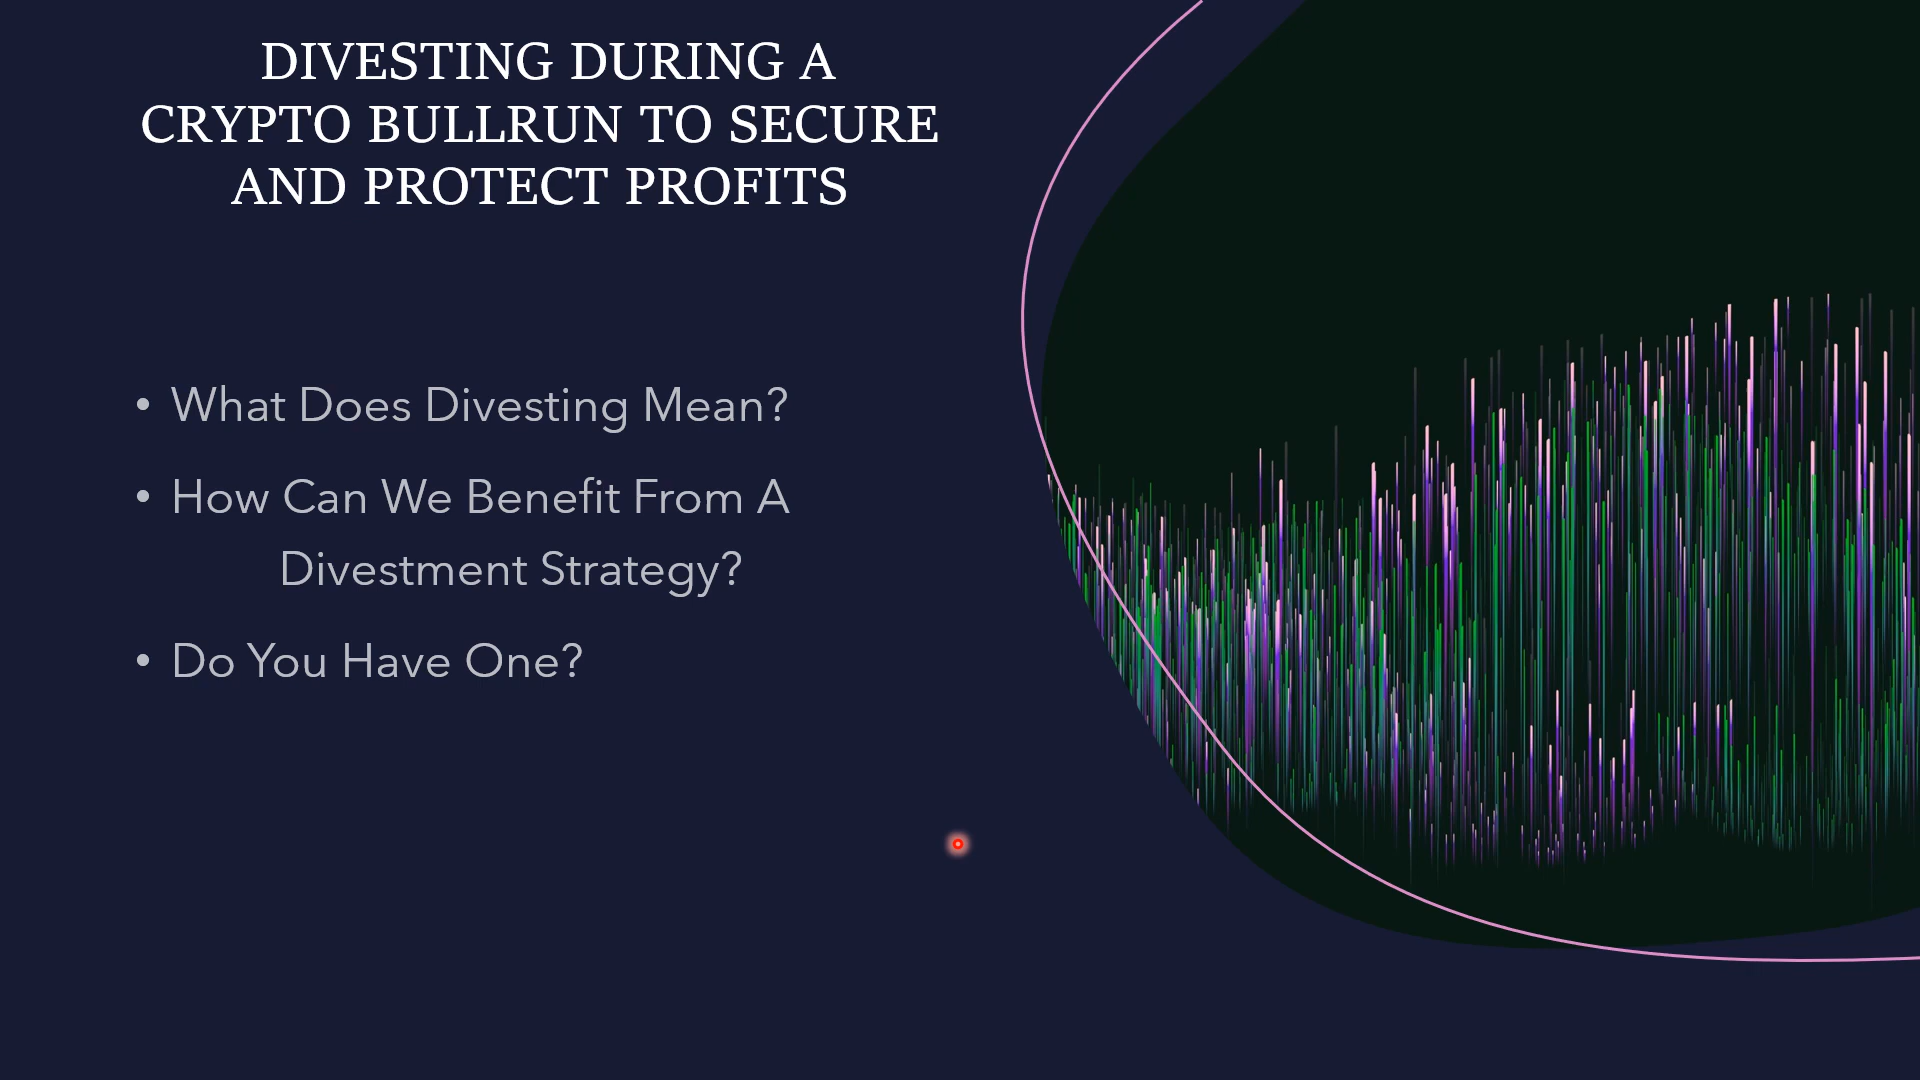 DIVESTING DURING A
CRYPTO BULLRUN TO SECURE
AND PROTECT PROFITS
• What Does Divesting Mean?
• How Can We Benefit From A
Divestment Strategy?
• Do You Have One?